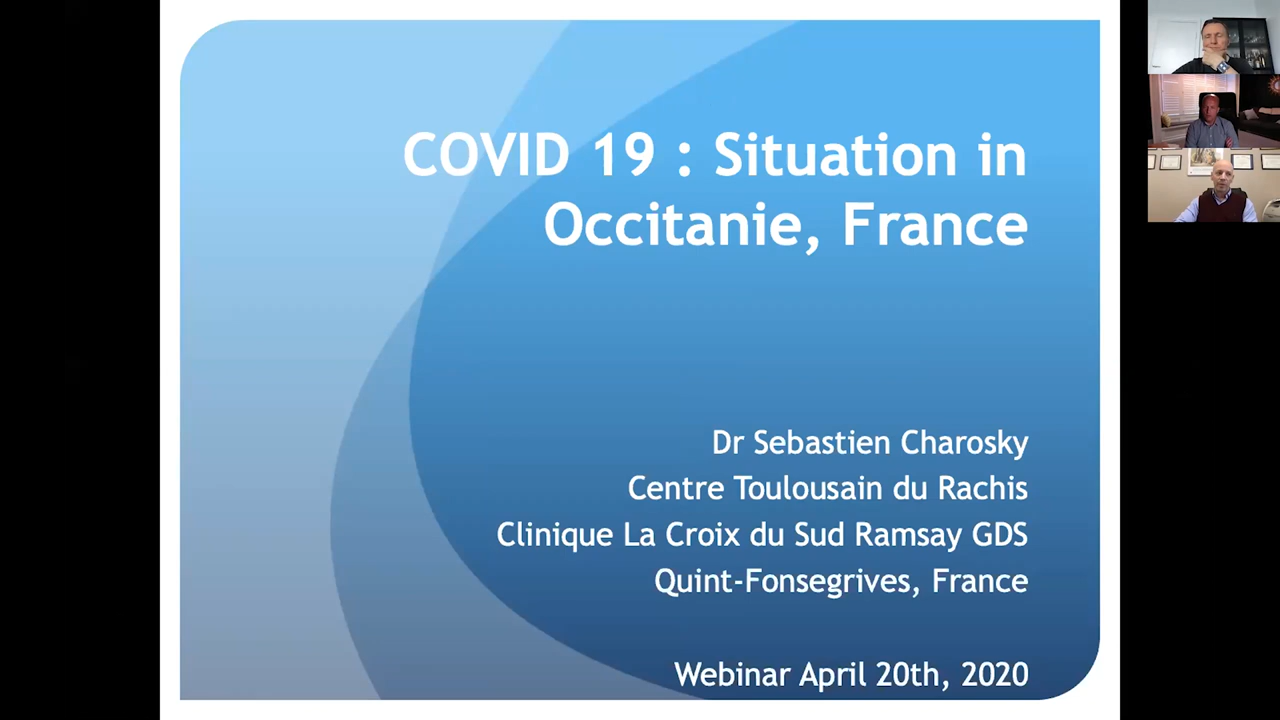 COVID 19 : Situation in
Occitanie, France
Dr Sebastien Charosky
Centre Toulousain du Rachis
Clinique La Croix du Sud Ramsay GDS
Quint-Fonsegrives, France
Webinar April 20th, 2020